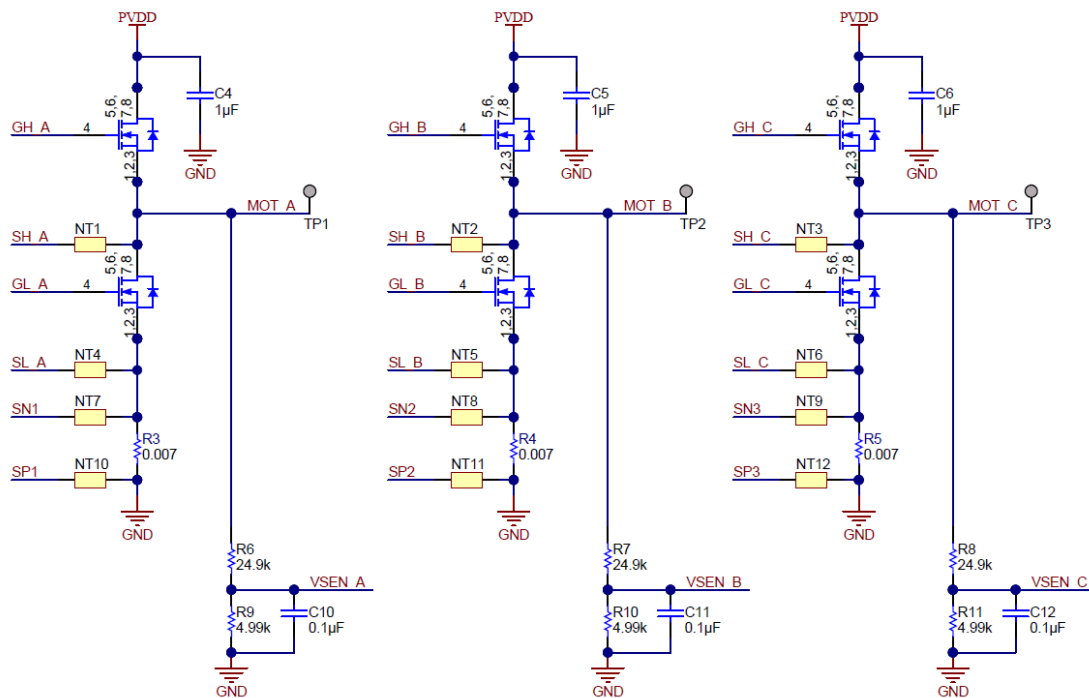 PVDD
C4
1µF
5,6,
7,8
GH_A
4
1,2,3
GND
MOT_A
TP1
SH_A
NT1
5,6,
7,8
GL_A
4
1,2,3
SL_A
NT4
SN1
NT7
R3
0.007
SP1
NT10
GND
R6
24.9k
VSEN_A
R9
4.99k
C10
0.1µF
GND
PVDD
C5
1µF
5,6,
7,8
GH_B
4
1,2,3
GND
MOT_B
TP2
SH_B
NT2
5,6,
7,8
GL_B
4
1,2,3
SL_B
NT5
SN2
NT8
R4
0.007
SP2
NT11
GND
R7
24.9k
VSEN_B
R10
4.99k
C11
0.1µF
GND
PVDD
C6
1µF
5,6,
7,8
GH_C
4
1,2,3
GND
MOT_C
TP3
SH_C
NT3
5,6,
7,8
GL_C
4
1,2,3
SL_C
NT6
SN3
NT9
R5
0.007
SP3
NT12
GND
R8
24.9k
VSEN_C
R11
4.99k
C12
0.1µF
GND